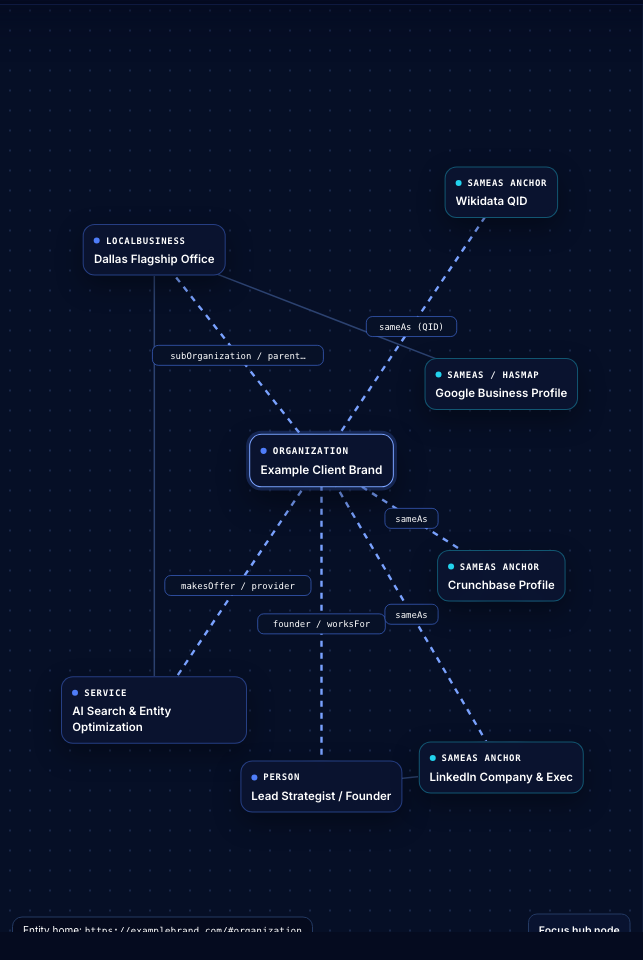 SAMEAS ANCHOR
Wikidata QID
LOCALBUSINESS
Dallas Flagship Office
sameAs (QID)
subOrganization / parent…
SAMEAS / HASMAP
Google Business Profile
ORGANIZATION
Example Client Brand
sameAs
SAMEAS ANCHOR
Crunchbase Profile
makesOffer / provider
sameAs
founder / worksFor
SERVICE
AI Search & Entity
Optimization
SAMEAS ANCHOR
LinkedIn Company & Exec
PERSON
Lead Strategist / Founder
Entity home: https://examplebrand.com/#organization
Focus hub node